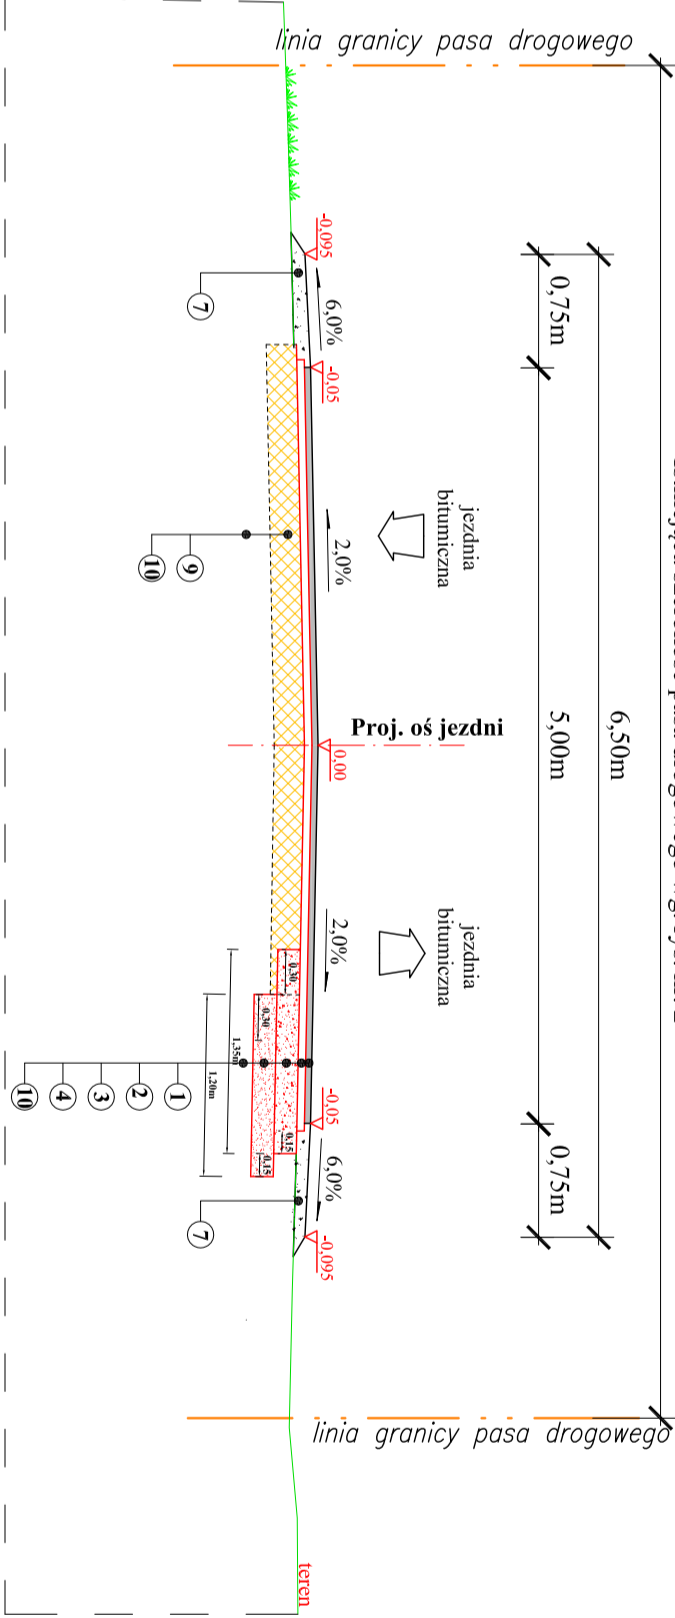 linia granicy pasa drogowego
6,50m
0,75m
5,00m
0,75m
jezdnia
bitumiczna
jezdnia
bitumiczna
Proj. oś jezdni
-0,095
6,0%
-0,05
2,0%
0,00
2,0%
-0,05
6,0%
-0,095
7
9
10
0,30
0,30
0,15
0,15
1,35m
1,20m
1
2
3
4
10
7
linia granicy pasa drogowego
teren